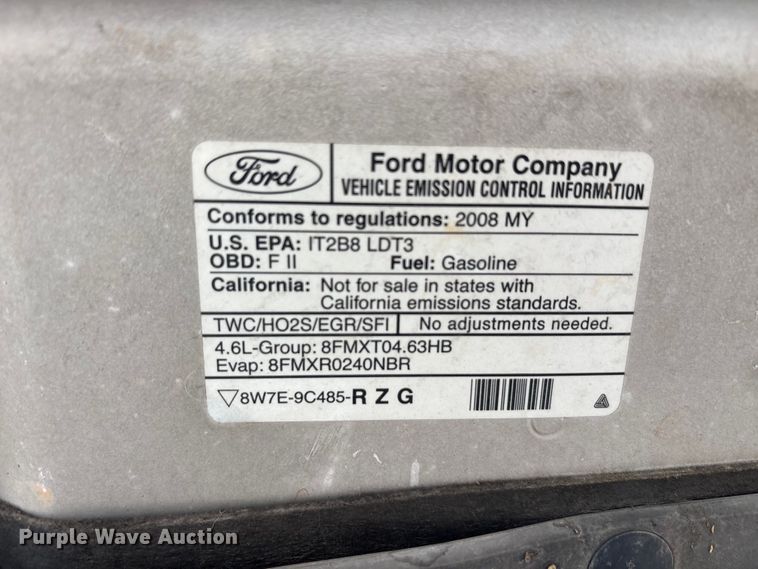 Ford
Ford Motor Company
VEHICLE EMISSION CONTROL INFORMATION
Conforms to regulations: 2008 MY
U.S. EPA: IT2B8 LDT3
OBD: F II Fuel: Gasoline
California: Not for sale in states with
California emissions standards.
TWC/HO2S/EGR/SFI No adjustments needed.
4.6L-Group: 8FMXT04.63HB
Evap: 8FMXR0240NBR
▽8W7E-9C485-R Z G
Purple Wave Auction